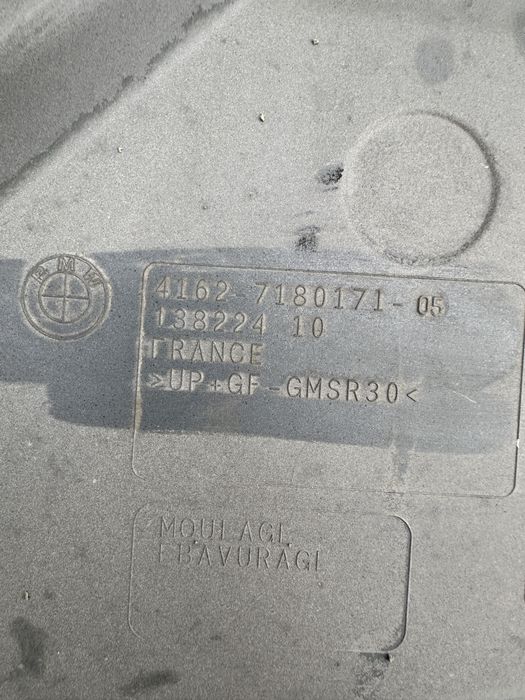 BMW
4162-7180171-05
138224 10
FRANCE
>UP+GF-GMSR30<
MOULAGE
EBAVURAGE